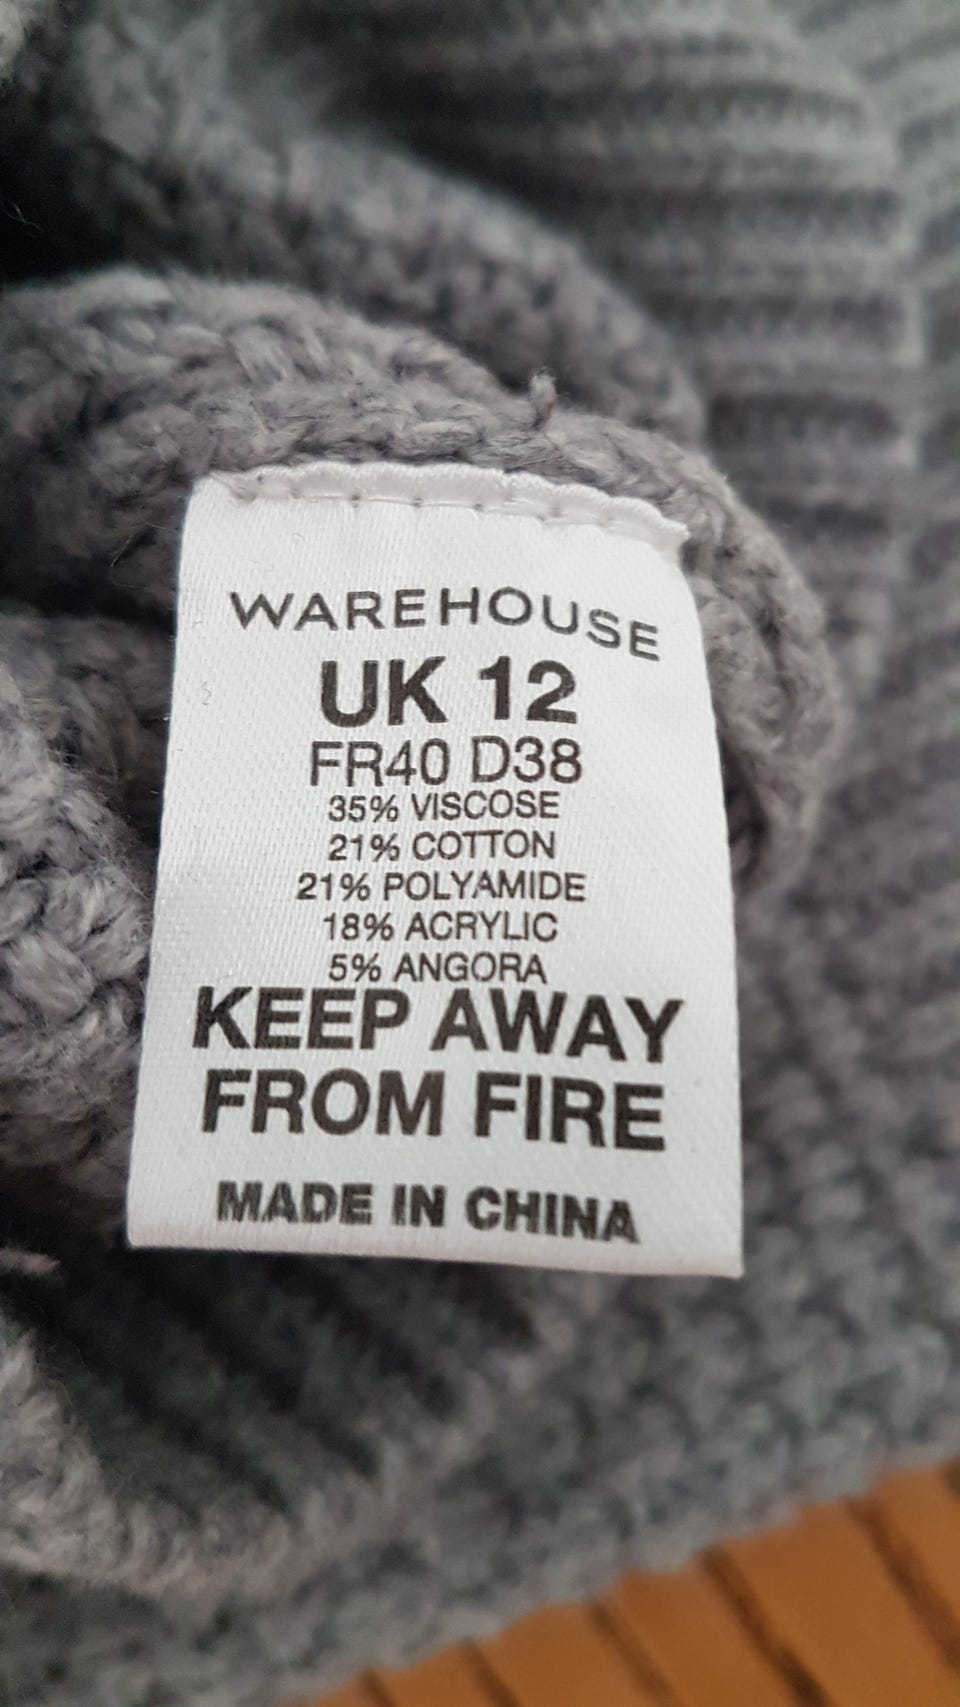 WAREHOUSE
UK 12
FR40 D38
35% VISCOSE
21% COTTON
21% POLYAMIDE
18% ACRYLIC
5% ANGORA
KEEP AWAY
FROM FIRE
MADE IN CHINA